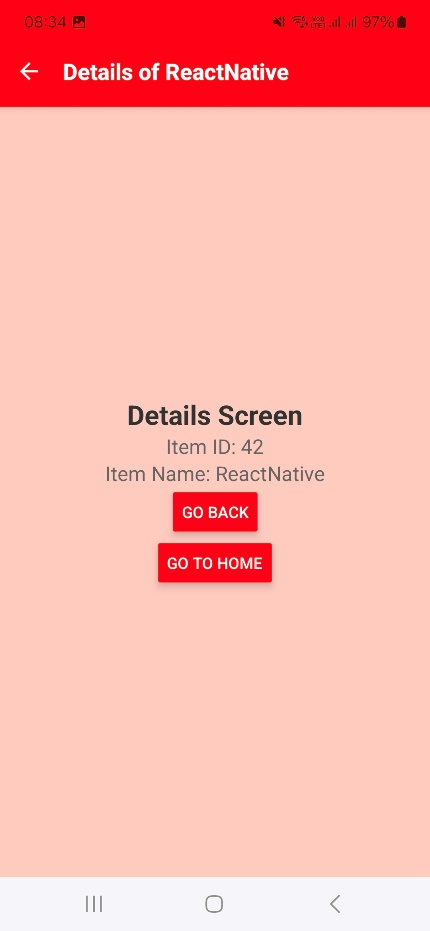 08:34
97%
Details of ReactNative
Details Screen
Item ID: 42
Item Name: ReactNative
GO BACK
GO TO HOME